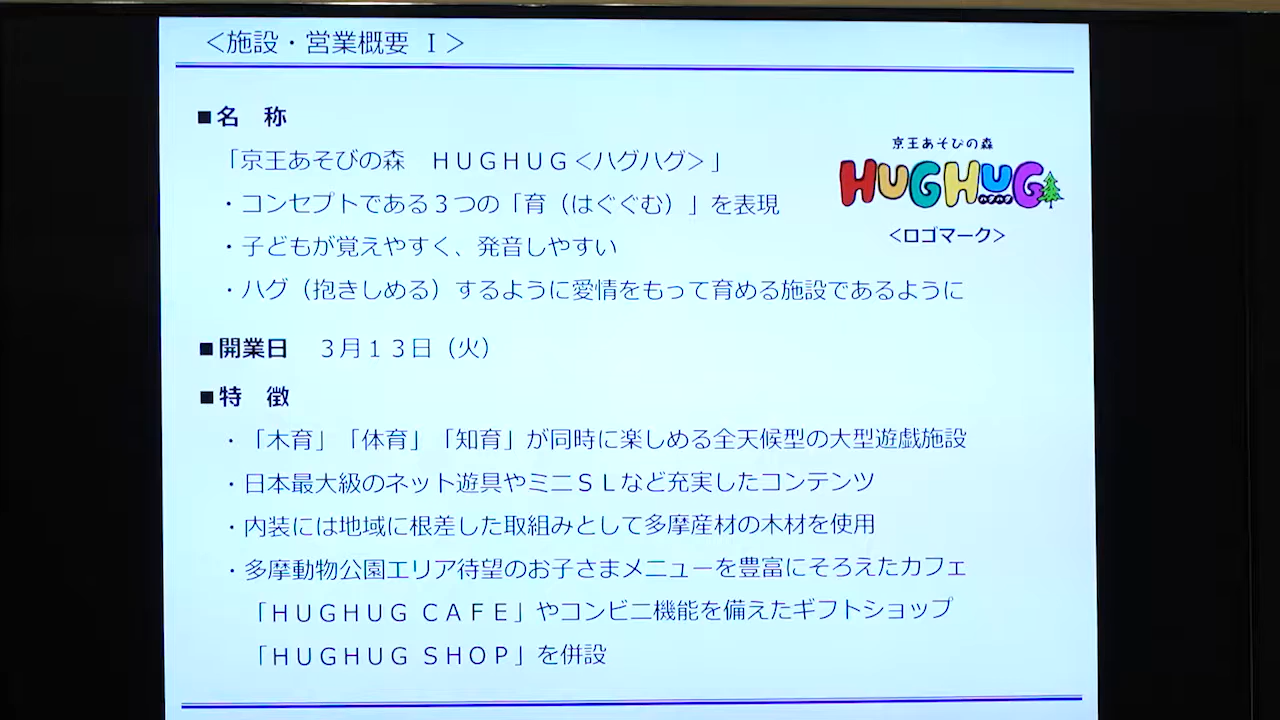 ＜施設・営業概要 Ⅰ＞
■名　称
「京王あそびの森　ＨＵＧＨＵＧ＜ハグハグ＞」
・コンセプトである３つの「育（はぐくむ）」を表現
・子どもが覚えやすく、発音しやすい
・ハグ（抱きしめる）するように愛情をもって育める施設であるように
京王あそびの森
HUGHUG
ハグハグ
＜ロゴマーク＞
■開業日　３月１３日（火）
■特　徴
・「木育」「体育」「知育」が同時に楽しめる全天候型の大型遊戯施設
・日本最大級のネット遊具やミニＳＬなど充実したコンテンツ
・内装には地域に根差した取組みとして多摩産材の木材を使用
・多摩動物公園エリア待望のお子さまメニューを豊富にそろえたカフェ
「ＨＵＧＨＵＧ ＣＡＦＥ」やコンビニ機能を備えたギフトショップ
「ＨＵＧＨＵＧ ＳＨＯＰ」を併設